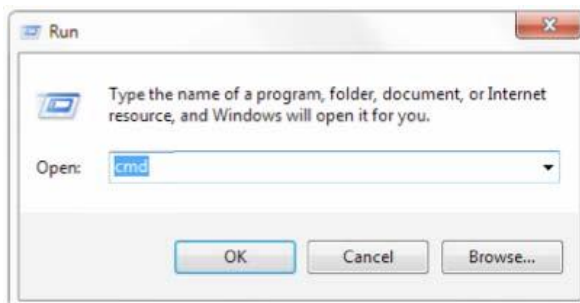 Run
Type the name of a program, folder, document, or Internet
resource, and Windows will open it for you.
Open: cmd
OK Cancel Browse...